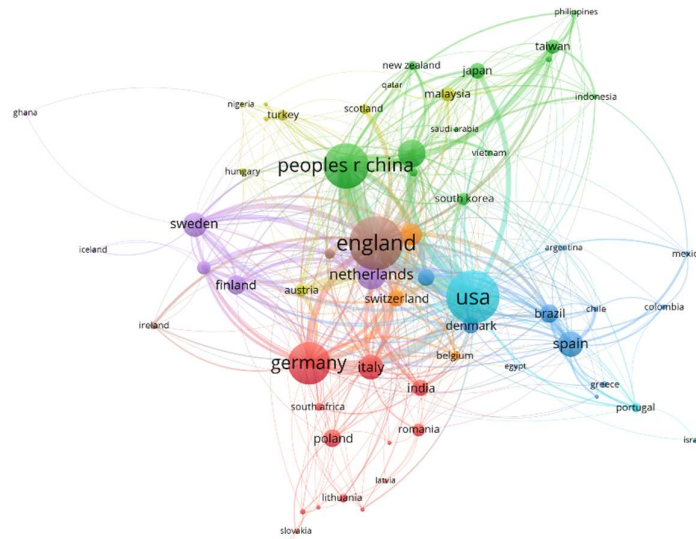 philippines
taiwan
new zealand
japan
qatar
malaysia
indonesia
nigeria
scotland
ghana
turkey
saudi arabia
vietnam
peoples r china
hungary
south korea
sweden
england
iceland
argentina
mexic
netherlands
finland
austria
switzerland
usa
chile
colombia
brazil
ireland
denmark
spain
belgium
germany
italy
egypt
india
greece
south africa
portugal
romania
poland
isra
latvia
lithuania
slovakia